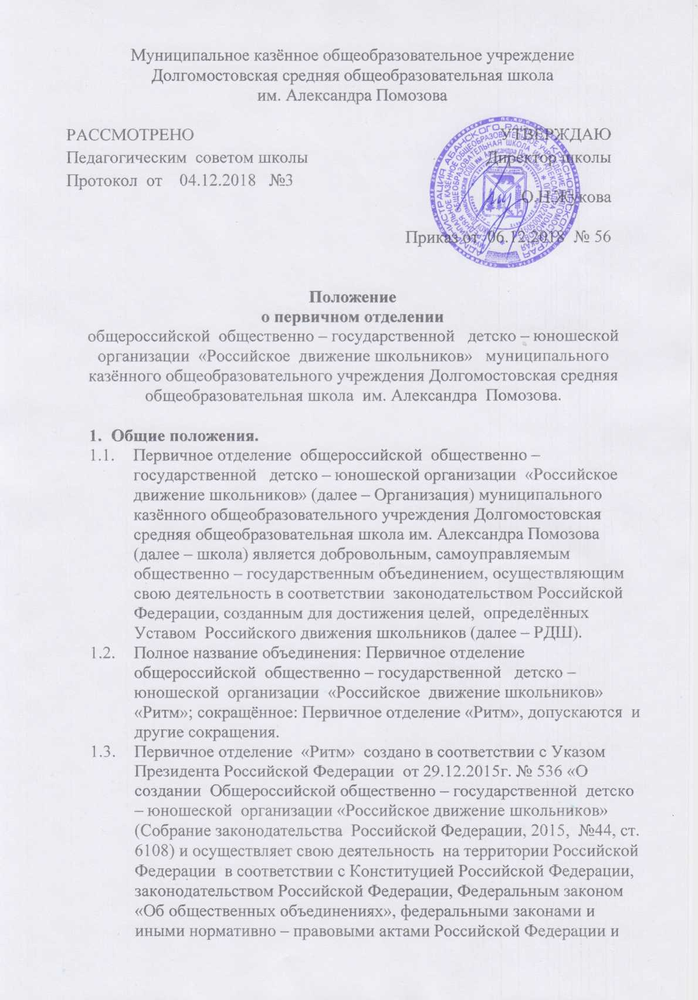 Муниципальное казённое общеобразовательное учреждение
Долгомостовская средняя общеобразовательная школа
им. Александра Помозова
РАССМОТРЕНО УТВЕРЖДАЮ
Педагогическим советом школы Директор школы
Протокол от 04.12.2018 №3
О.Н.Жукова
Приказ от 06.12.2018 № 56
Положение
о первичном отделении
общероссийской общественно – государственной детско – юношеской
организации «Российское движение школьников» муниципального
казённого общеобразовательного учреждения Долгомостовская средняя
общеобразовательная школа им. Александра Помозова.
1. Общие положения.
1.1. Первичное отделение общероссийской общественно –
государственной детско – юношеской организации «Российское
движение школьников» (далее – Организация) муниципального
казённого общеобразовательного учреждения Долгомостовская
средняя общеобразовательная школа им. Александра Помозова
(далее – школа) является добровольным, самоуправляемым
общественно – государственным объединением, осуществляющим
свою деятельность в соответствии законодательством Российской
Федерации, созданным для достижения целей, определённых
Уставом Российского движения школьников (далее – РДШ).
1.2. Полное название объединения: Первичное отделение
общероссийской общественно – государственной детско –
юношеской организации «Российское движение школьников»
«Ритм»; сокращённое: Первичное отделение «Ритм», допускаются и
другие сокращения.
1.3. Первичное отделение «Ритм» создано в соответствии с Указом
Президента Российской Федерации от 29.12.2015г. № 536 «О
создании Общероссийской общественно – государственной детско
– юношеской организации «Российское движение школьников»
(Собрание законодательства Российской Федерации, 2015, №44, ст.
6108) и осуществляет свою деятельность на территории Российской
Федерации в соответствии с Конституцией Российской Федерации,
законодательством Российской Федерации, Федеральным законом
«Об общественных объединениях», федеральными законами и
иными нормативно – правовыми актами Российской Федерации и